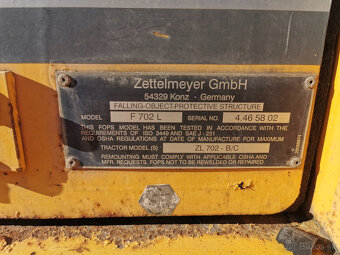 Zettelmeyer GmbH
54329 Konz · Germany
FALLING-OBJECT-PROTECTIVE STRUCTURE
MODEL F 702 L SERIAL NO. 4.46 58 02
THIS FOPS MODEL HAS BEEN TESTED IN ACCORDANCE WITH THE
REQUIREMENTS OF ISO 3449 AND SAE J - 231
AND OSHA REGULATIONS AT DATE OF MANUFACTURE FOR MAXIMUM
TRACTOR MODEL (S) ZL 702 - B/C
REMOUNTING MUST COMPLY WITH APPLICABLE OSHA AND
MFR. REQUESTS, FOPS NOT TO BE REWELDED OR REPAIRED